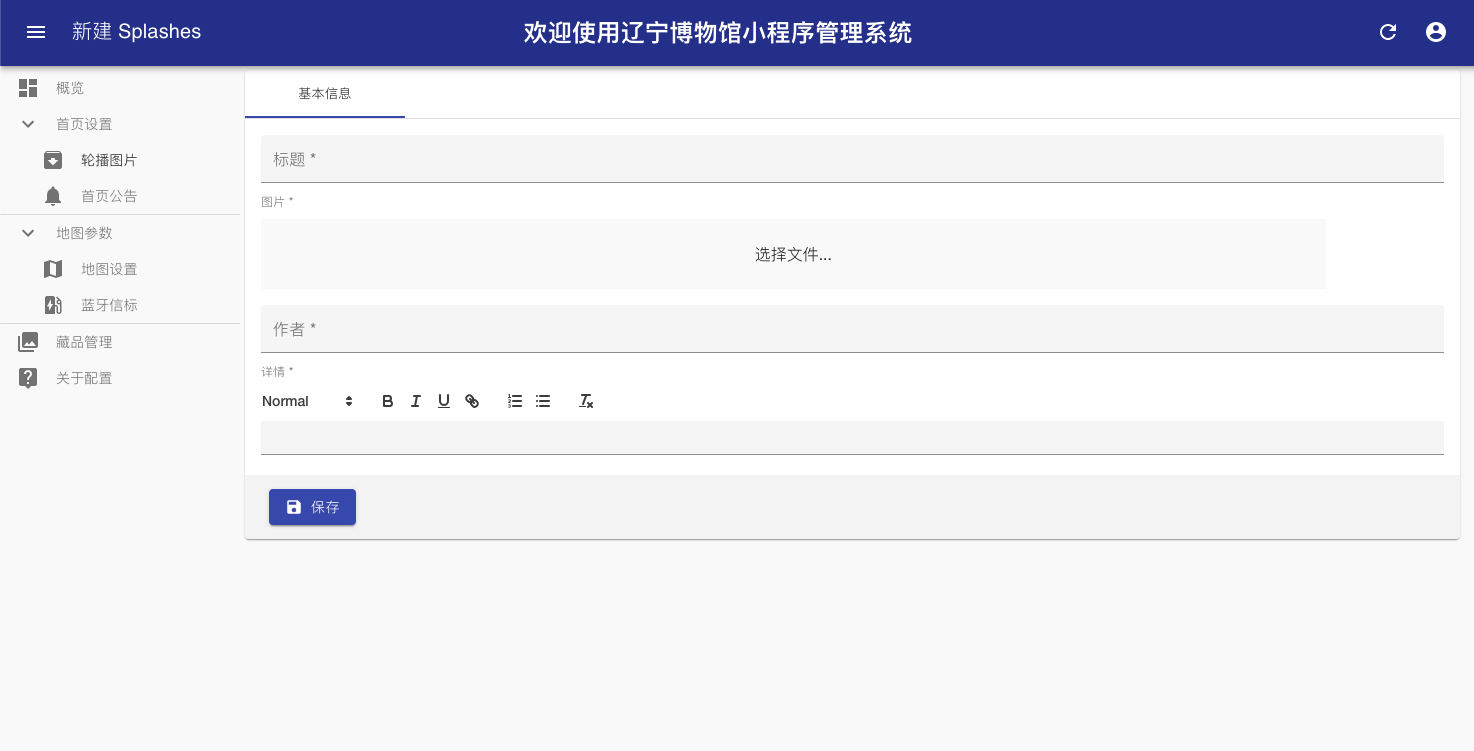 新建 Splashes
欢迎使用辽宁博物馆小程序管理系统
概览
首页设置
轮播图片
首页公告
地图参数
地图设置
蓝牙信标
藏品管理
关于配置
基本信息
标题 *
图片 *
选择文件...
作者 *
详情 *
Normal
保存